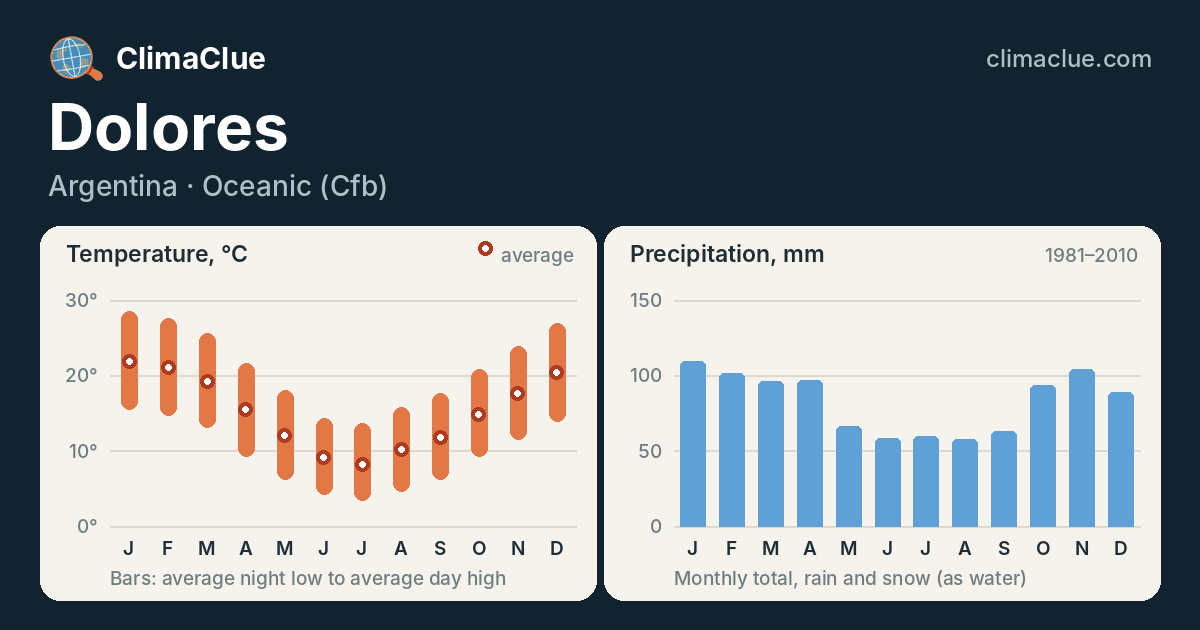 ClimaClue
climaclue.com
Dolores
Argentina · Oceanic (Cfb)
Temperature, °C
average
30°
20°
10°
0°
J F M A M J J A S O N D
Bars: average night low to average day high
Precipitation, mm
1981–2010
150
100
50
0
J F M A M J J A S O N D
Monthly total, rain and snow (as water)